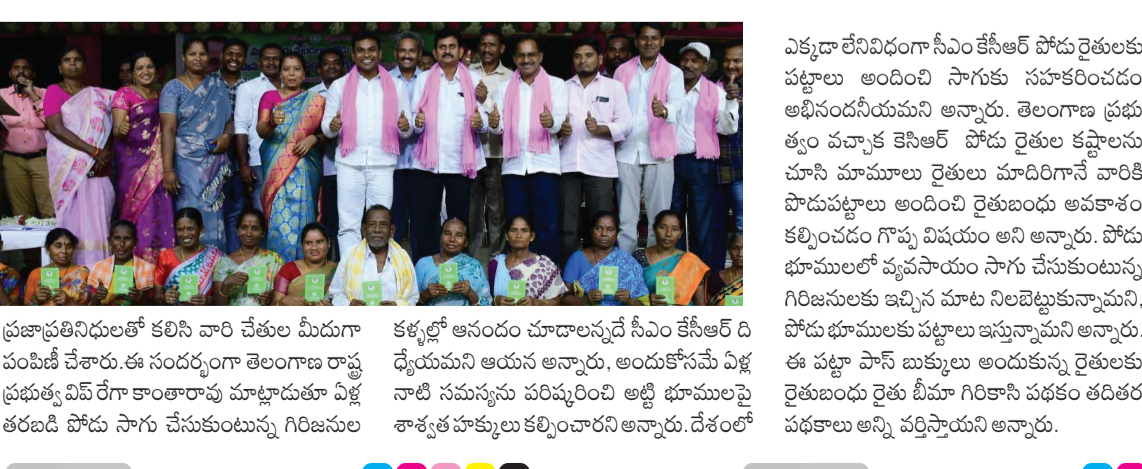 ప్రజాప్రతినిధులతో కలిసి వారి చేతుల మీదుగా
పంపిణీ చేశారు.ఈ సందర్భంగా తెలంగాణ రాష్ట్ర
ప్రభుత్వ విప్ రేగా కాంతారావు మాట్లాడుతూ ఏళ్ల
తరబడి పోడు సాగు చేసుకుంటున్న గిరిజనుల
కళ్ళల్లో ఆనందం చూడాలన్నదే సీఎం కేసీఆర్ ది
ధ్యేయమని ఆయన అన్నారు, అందుకోసమే ఏళ్ల
నాటి సమస్యను పరిష్కరించి అట్టి భూములపై
శాశ్వత హక్కులు కల్పించారని అన్నారు. దేశంలో
ఎక్కడా లేనివిధంగా సీఎం కేసీఆర్ పోడు రైతులకు
పట్టాలు అందించి సాగుకు సహకరించడం
అభినందనీయమని అన్నారు. తెలంగాణ ప్రభు
త్వం వచ్చాక కెసిఆర్ పోడు రైతుల కష్టాలను
చూసి మామూలు రైతులు మాదిరిగానే వారికి
పొడుపట్టాలు అందించి రైతుబంధు అవకాశం
కల్పించడం గొప్ప విషయం అని అన్నారు. పోడు
భూములలో వ్యవసాయం సాగు చేసుకుంటున్న
గిరిజనులకు ఇచ్చిన మాట నిలబెట్టుకున్నామని,
పోడు భూములకు పట్టాలు ఇస్తున్నామని అన్నారు.
ఈ పట్టా పాస్ బుక్కులు అందుకున్న రైతులకు
రైతుబంధు రైతు బీమా గిరికాసి పథకం తదితర
పథకాలు అన్ని వర్తిస్తాయని అన్నారు.